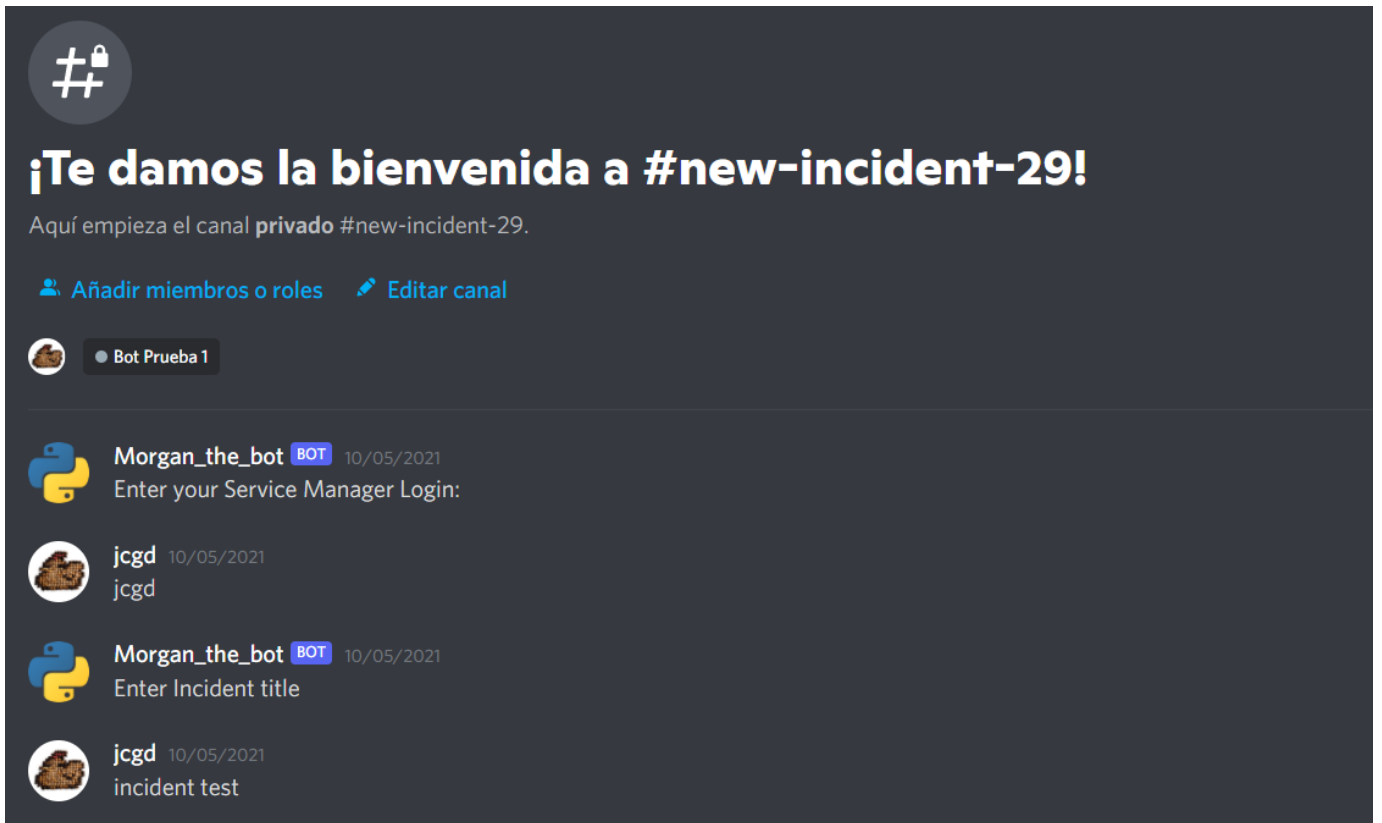 ¡Te damos la bienvenida a #new-incident-29!
Aquí empieza el canal privado #new-incident-29.
Añadir miembros o roles Editar canal
Bot Prueba 1
Morgan_the_bot BOT 10/05/2021
Enter your Service Manager Login:
jcgd 10/05/2021
jcgd
Morgan_the_bot BOT 10/05/2021
Enter Incident title
jcgd 10/05/2021
incident test